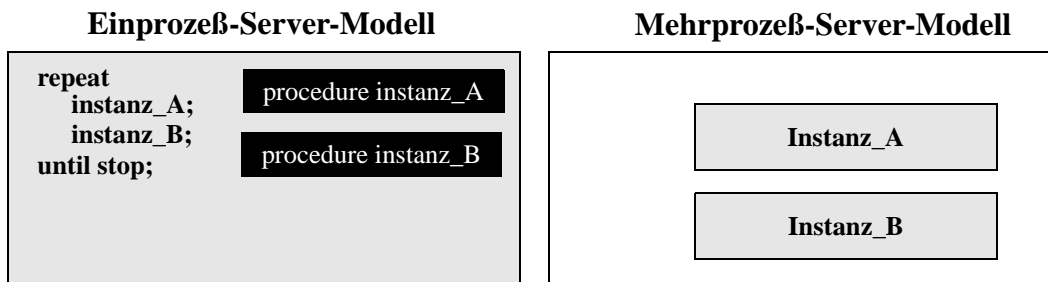 Einprozeß-Server-Modell
repeat
instanz_A;
instanz_B;
until stop;
procedure instanz_A
procedure instanz_B
Mehrprozeß-Server-Modell
Instanz_A
Instanz_B